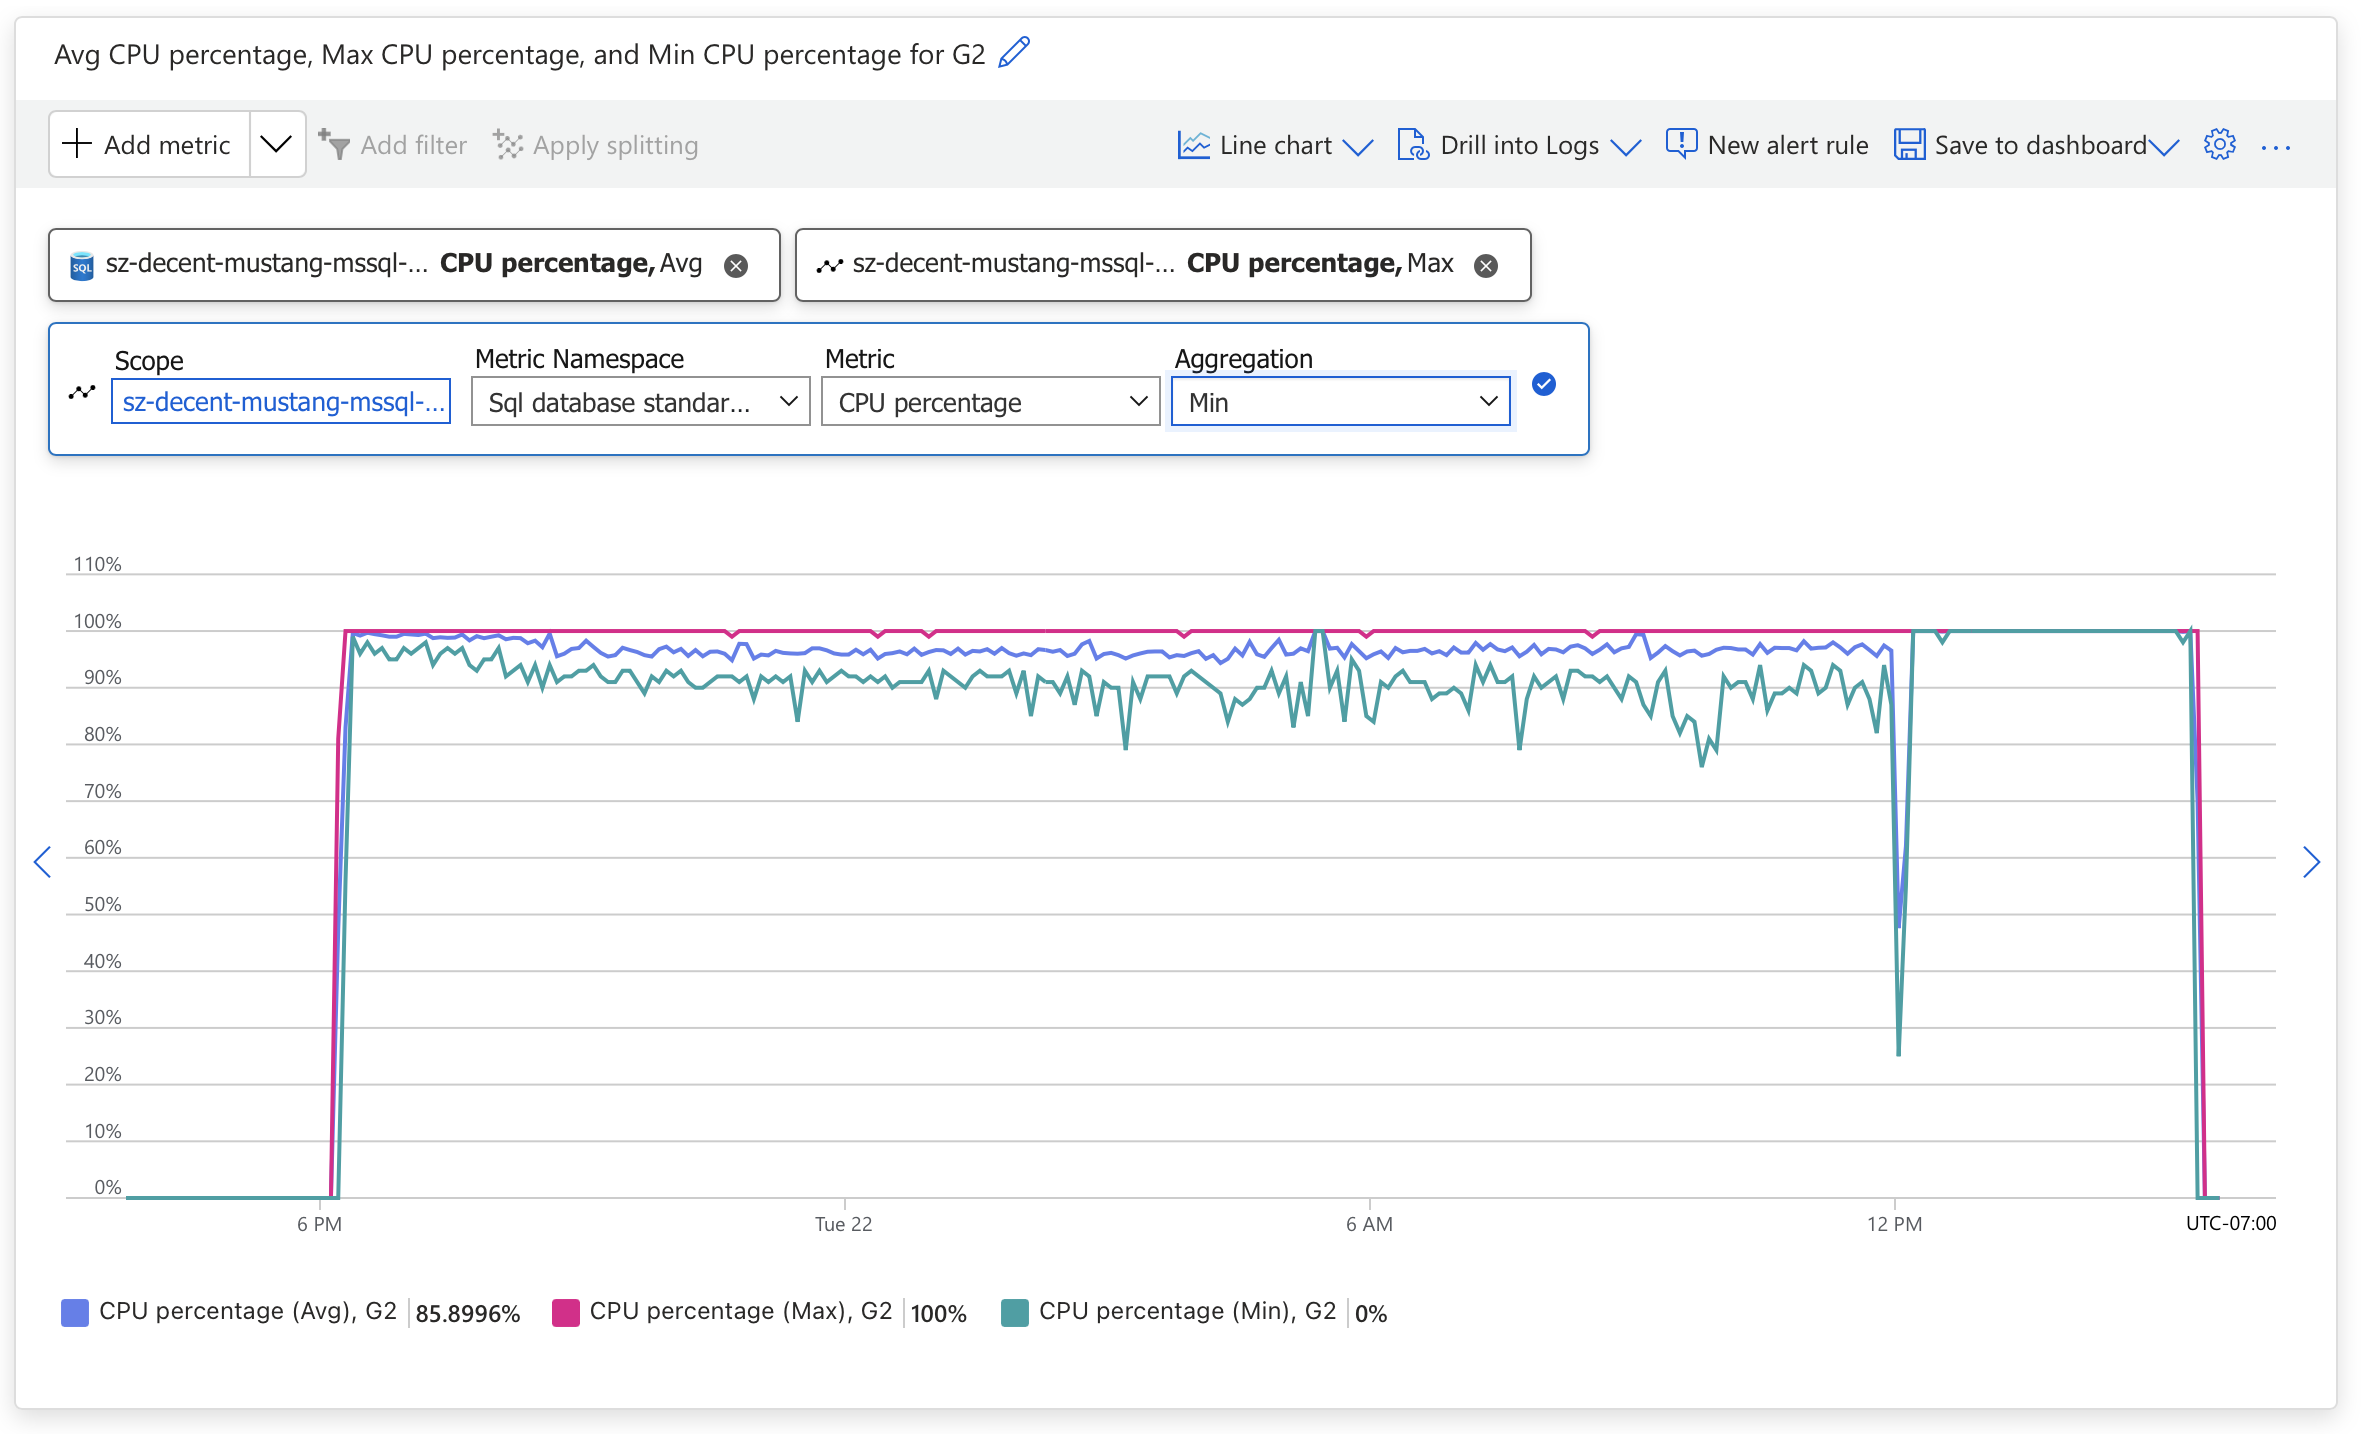 Avg CPU percentage, Max CPU percentage, and Min CPU percentage for G2
Add metric Add filter Apply splitting Line chart Drill into Logs New alert rule Save to dashboard ...
SQL sz-decent-mustang-mssql-... CPU percentage, Avg sz-decent-mustang-mssql-... CPU percentage, Max
Scope Metric Namespace Metric Aggregation
sz-decent-mustang-mssql-... Sql database standar... CPU percentage Min
110%
100%
90%
80%
70%
60%
50%
40%
30%
20%
10%
0%
6 PM Tue 22 6 AM 12 PM UTC-07:00
CPU percentage (Avg), G2 85.8996% CPU percentage (Max), G2 100% CPU percentage (Min), G2 0%